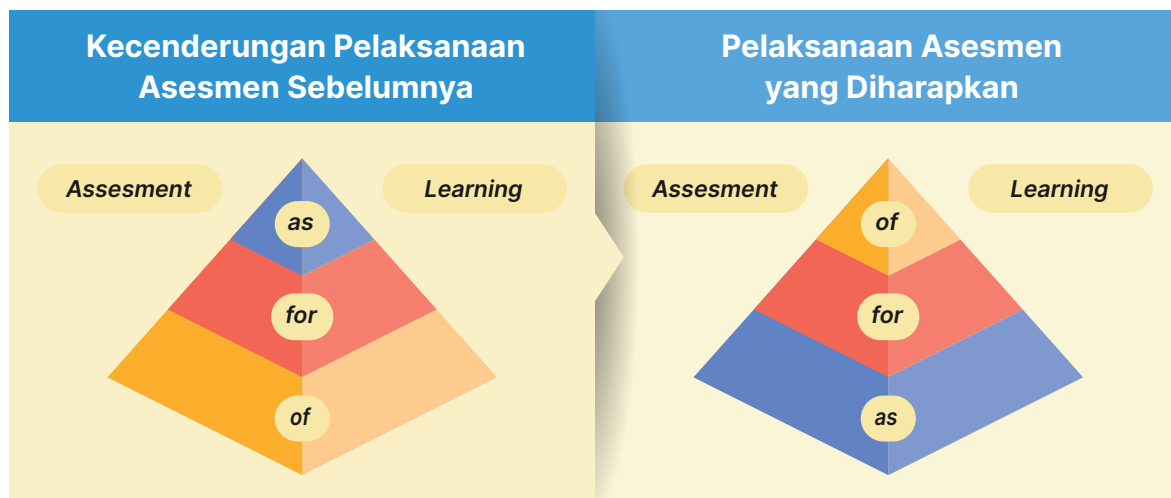 Kecenderungan Pelaksanaan
Asesmen Sebelumnya
Assesment
Learning
as
for
of
Pelaksanaan Asesmen
yang Diharapkan
Assesment
Learning
of
for
as